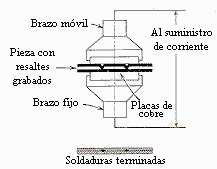 Brazo móvil
Al suministro
de corriente
Pieza con
resaltes
grabados
Brazo fijo
Placas de
cobre
Soldaduras terminadas